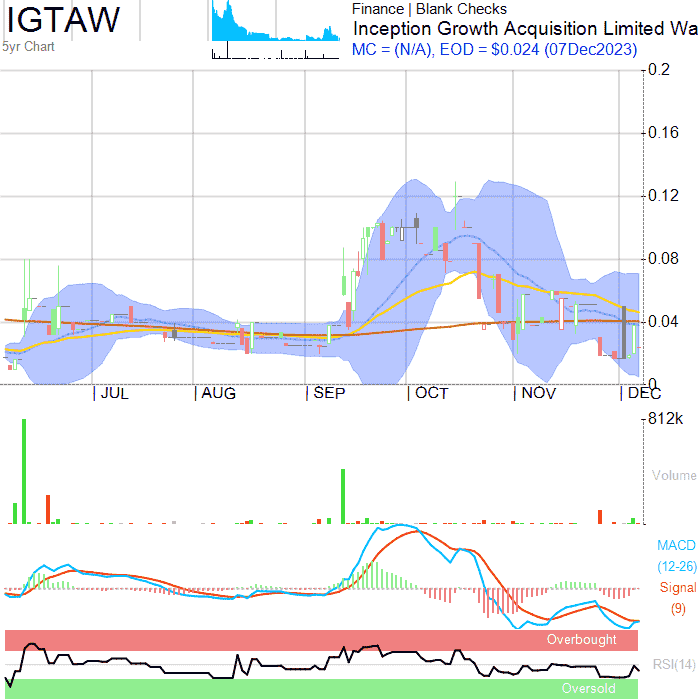 IGTAW
5yr Chart
Finance | Blank Checks
Inception Growth Acquisition Limited Wa
MC = (N/A), EOD = $0.024 (07Dec2023)
0.2
0.16
0.12
0.08
0.04
0
JUL AUG SEP OCT NOV DEC
812k
Volume
MACD
(12-26)
Signal
(9)
Overbought
RSI(14)
Oversold